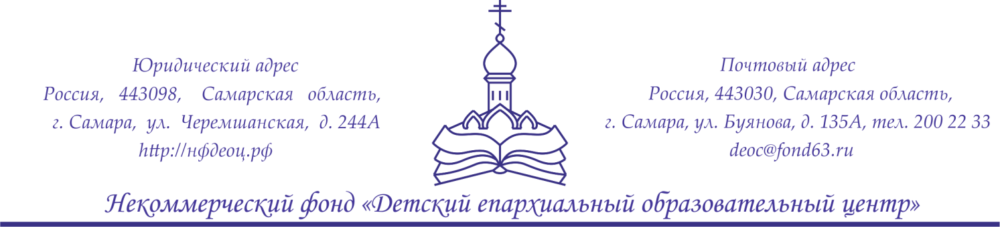 Юридический адрес
Россия, 443098, Самарская область,
г. Самара, ул. Черемшанская, д. 244А
http://нфдеоц.рф
Почтовый адрес
Россия, 443030, Самарская область,
г. Самара, ул. Буянова, д. 135А, тел. 200 22 33
deoc@fond63.ru
Некоммерческий фонд «Детский епархиальный образовательный центр»